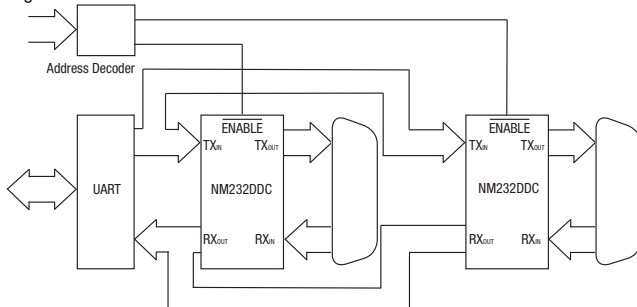 Address Decoder
UART
ENABLE
TXIN TXOUT
NM232DDC
RXOUT RXIN
ENABLE
TXIN TXOUT
NM232DDC
RXOUT RXIN